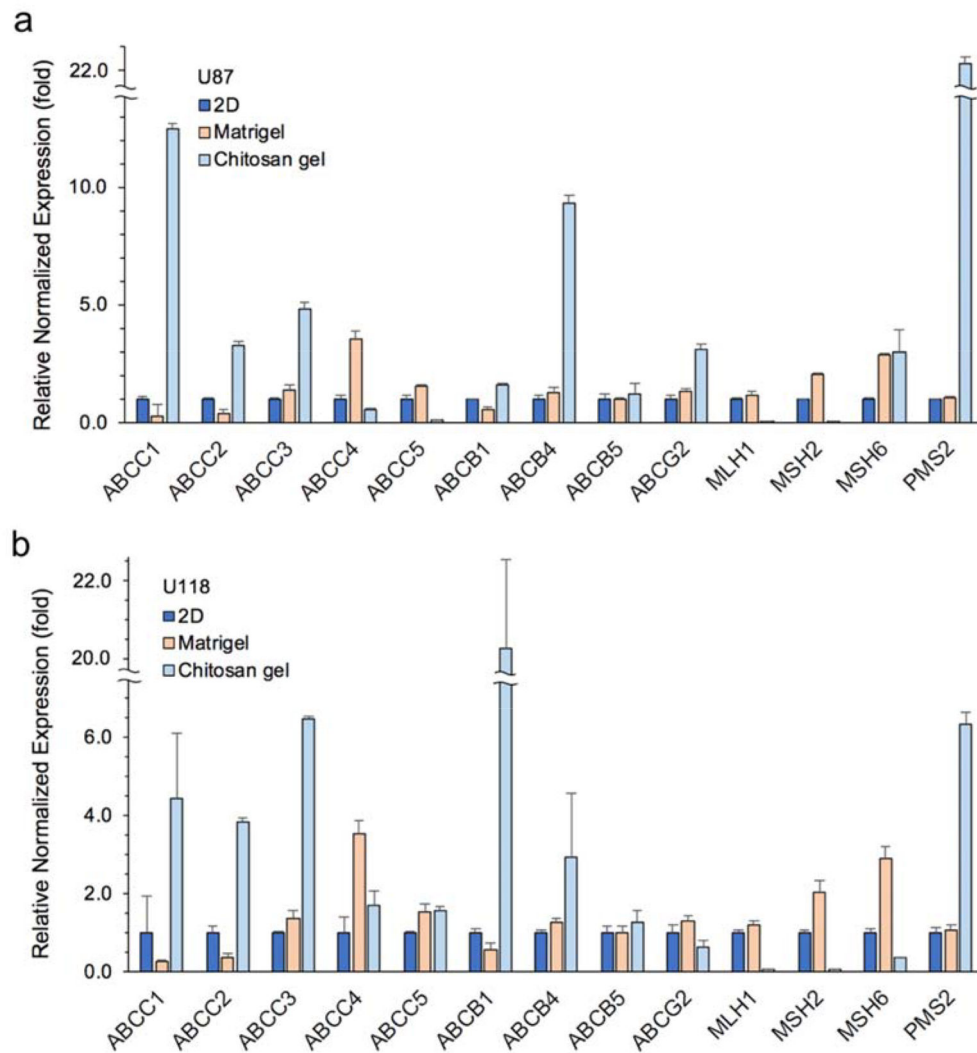 a
Relative Normalized Expression (fold)
22.0
10.0
5.0
0.0
U87
2D
Matrigel
Chitosan gel
ABCC1
ABCC2
ABCC3
ABCC4
ABCC5
ABCB1
ABCB4
ABCB5
ABCG2
MLH1
MSH2
MSH6
PMS2
b
Relative Normalized Expression (fold)
22.0
20.0
6.0
4.0
2.0
0.0
U118
2D
Matrigel
Chitosan gel
ABCC1
ABCC2
ABCC3
ABCC4
ABCC5
ABCB1
ABCB4
ABCB5
ABCG2
MLH1
MSH2
MSH6
PMS2